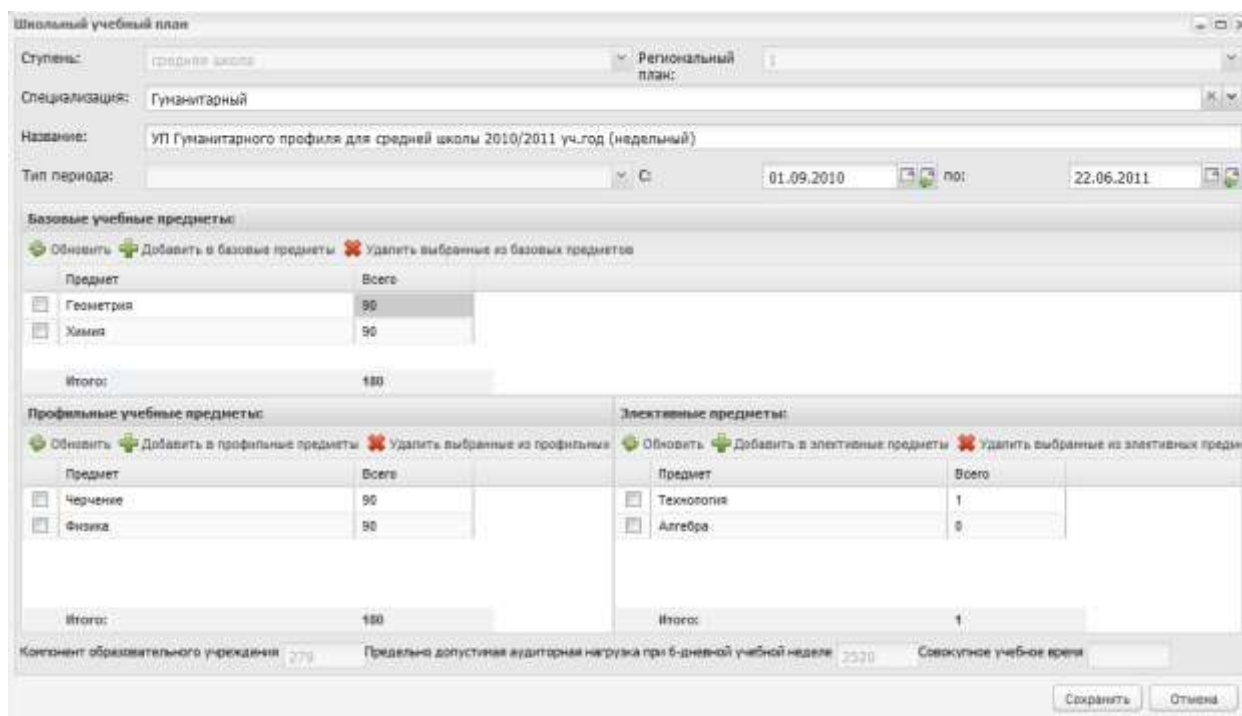 Школьный учебный план
Ступень: средняя школа Региональный план: 1
Специализация: Гуманитарный
Название: УП Гуманитарного профиля для средней школы 2010/2011 уч.год (недельный)
Тип периода: С: 01.09.2010 по: 22.06.2011
Базовые учебные предметы:
Обновить Добавить в базовые предметы Удалить выбранные из базовых предметов
Предмет Всего
Геометрия 90
Химия 90
Итого: 180
Профильные учебные предметы: Элективные предметы:
Обновить Добавить в профильные предметы Удалить выбранные из профильных Обновить Добавить в элективные предметы Удалить выбранные из элективных предм
Предмет Всего Предмет Всего
Черчение 90 Технология 1
Физика 90 Алгебра 0
Итого: 180 Итого: 1
Компонент образовательного учреждения 279 Предельно допустимая аудиторная нагрузка при 6-дневной учебной неделе 2520 Совокупное учебное время
Сохранить Отмена